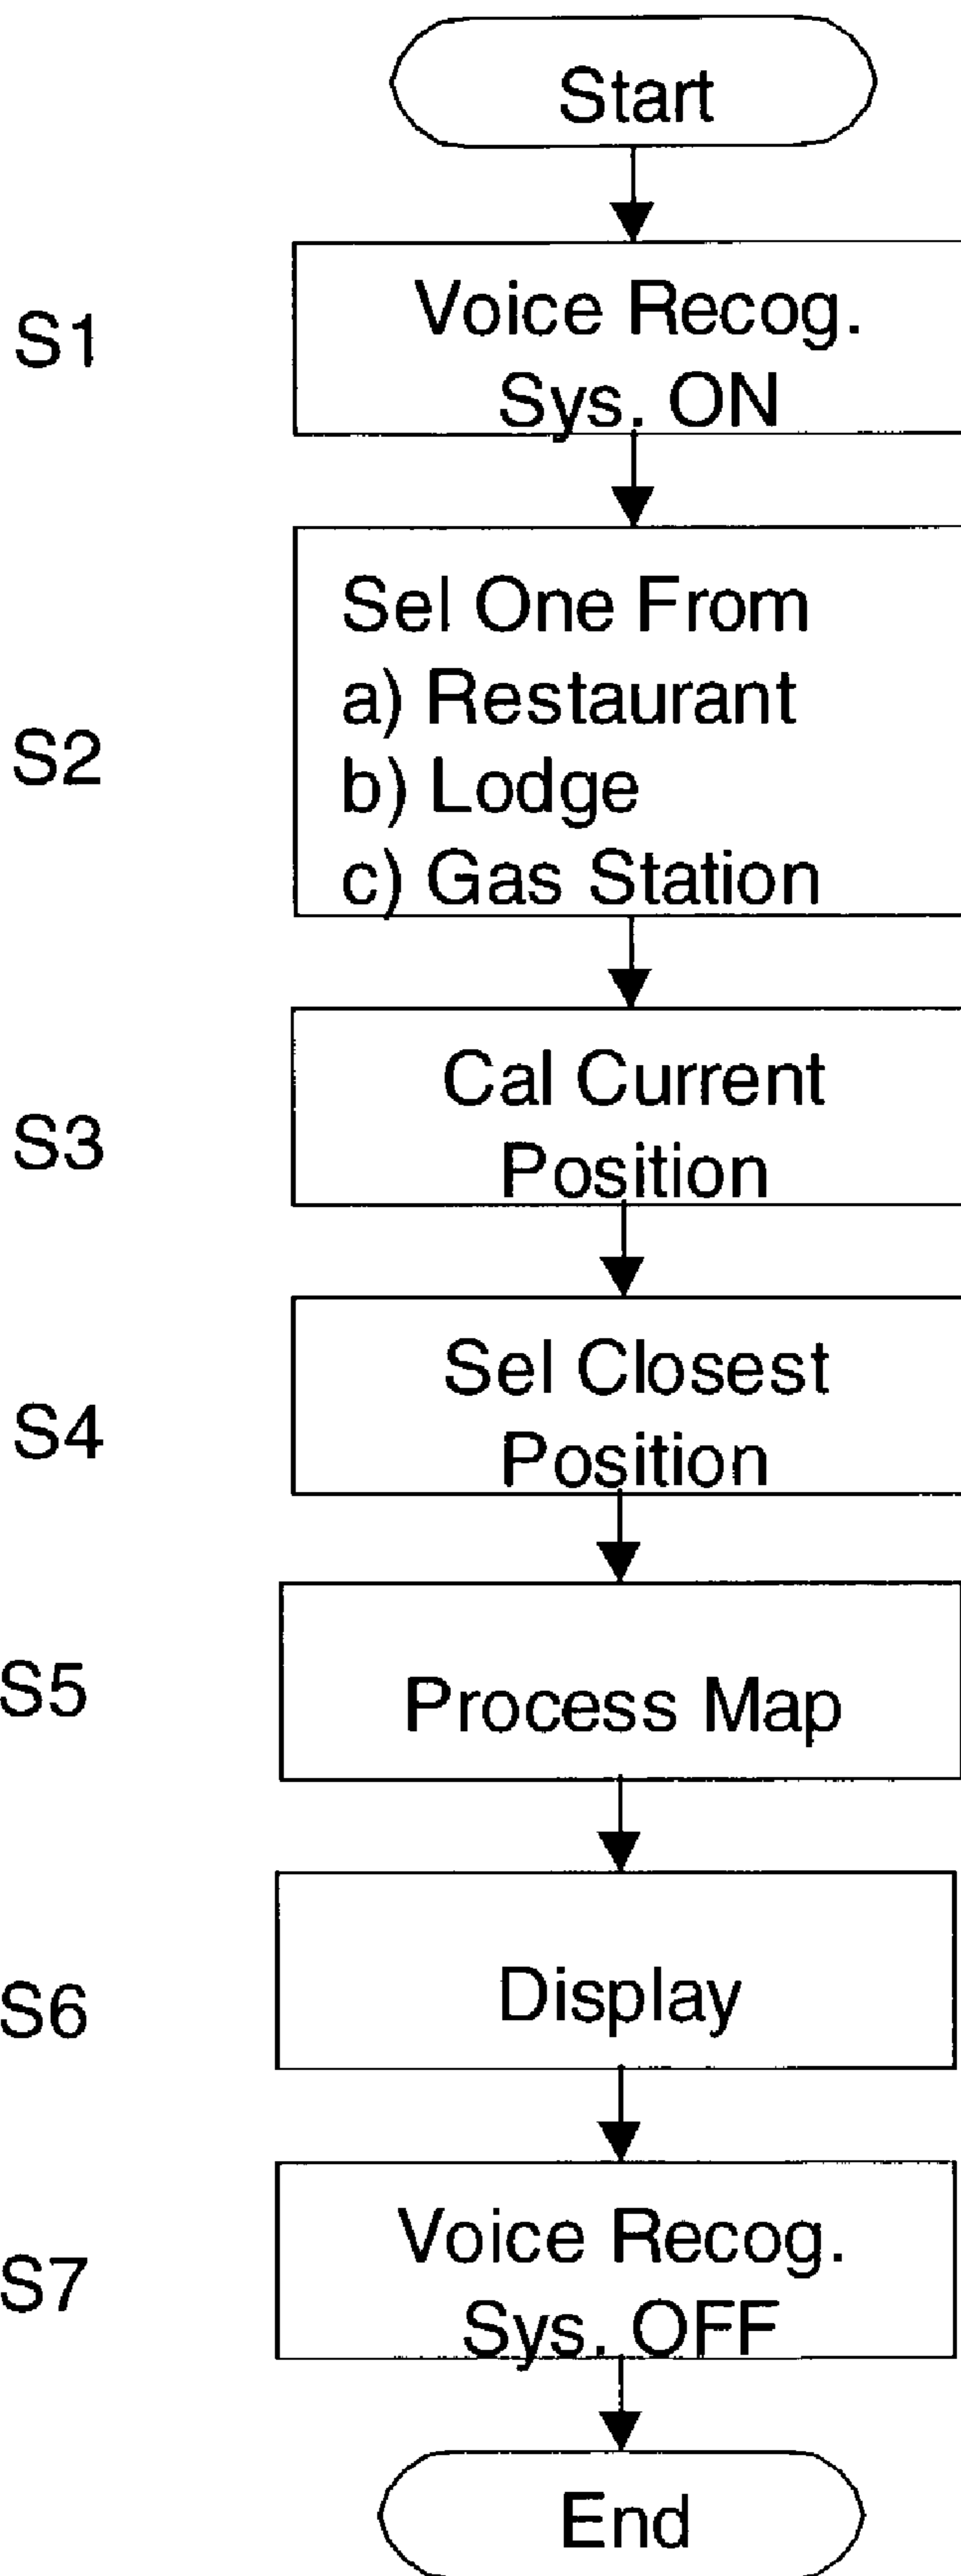 Start
S1
Voice Recog.
Sys. ON
S2
Sel One From
a) Restaurant
b) Lodge
c) Gas Station
S3
Cal Current
Position
S4
Sel Closest
Position
S5
Process Map
S6
Display
S7
Voice Recog.
Sys. OFF
End